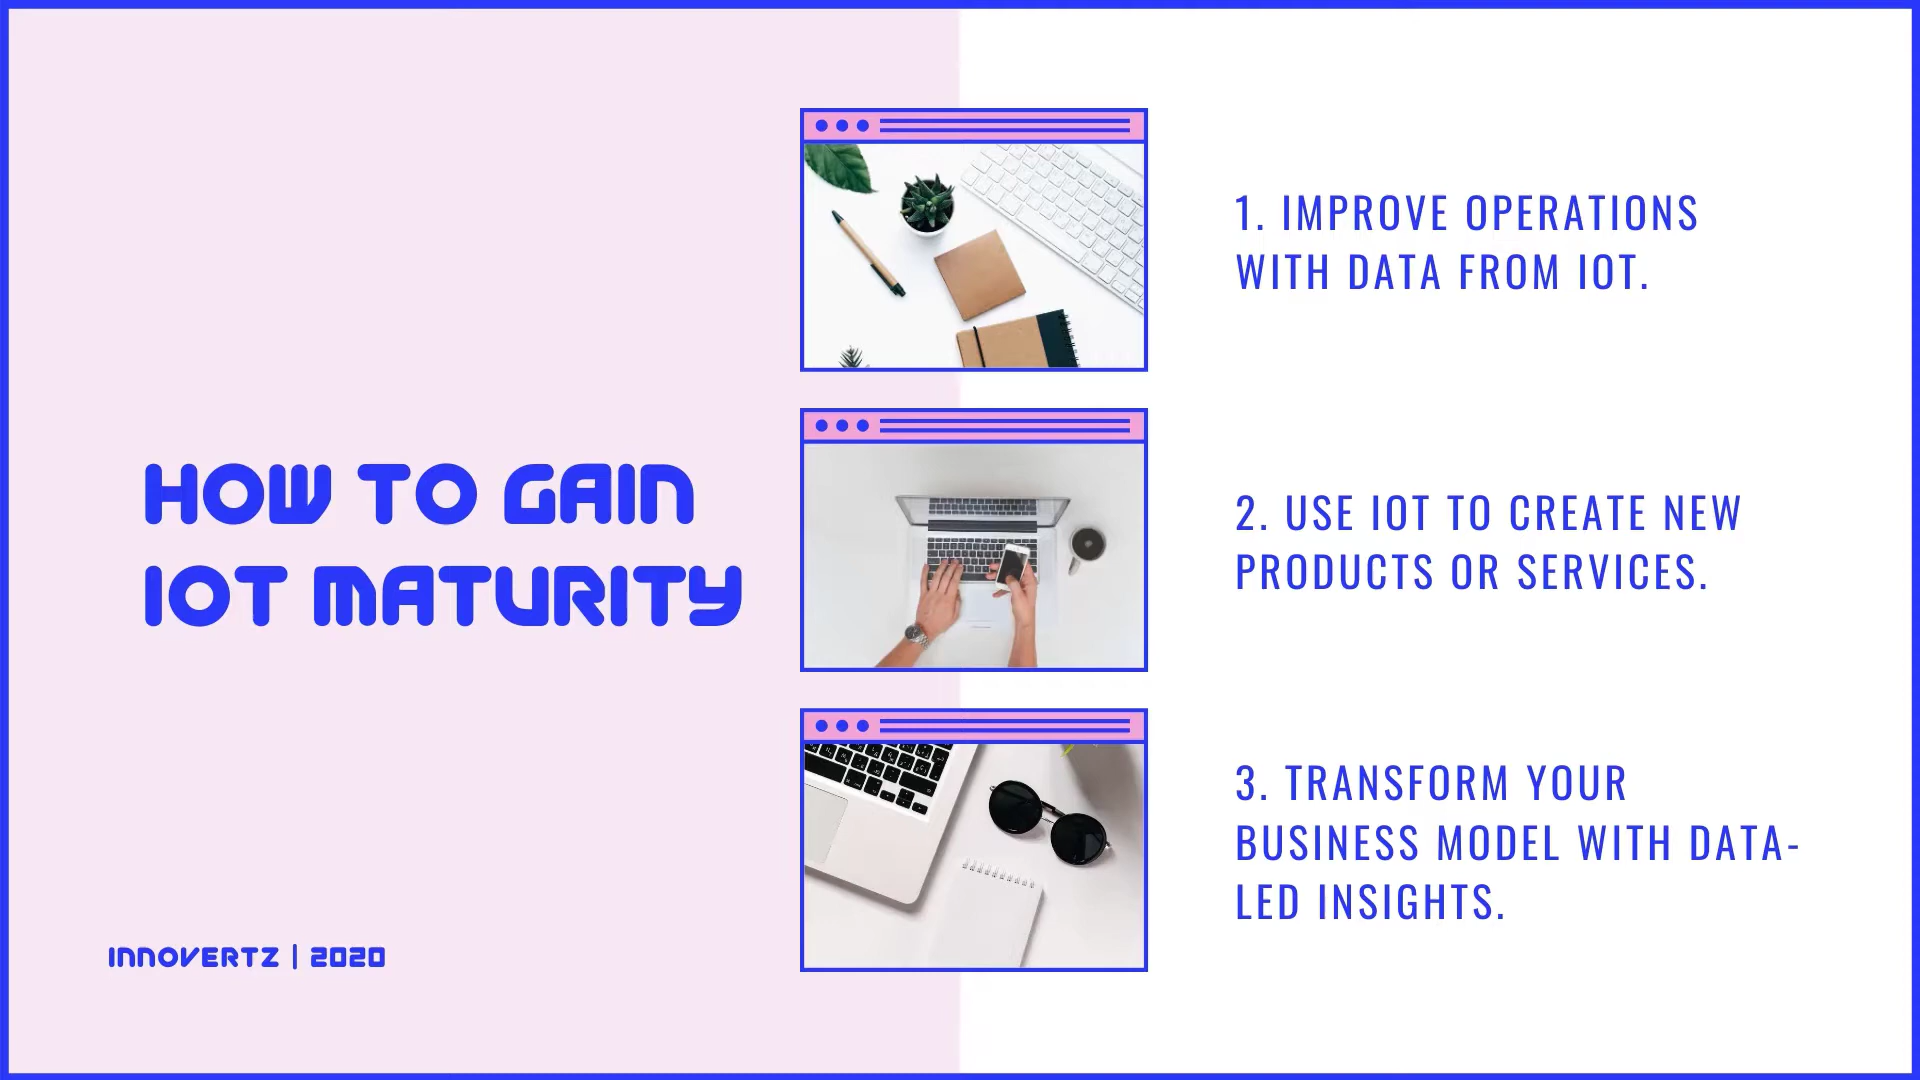 HOW TO GAIN
IOT MATURITY
INNOVERTZ | 2020
1. IMPROVE OPERATIONS
WITH DATA FROM IOT.
2. USE IOT TO CREATE NEW
PRODUCTS OR SERVICES.
3. TRANSFORM YOUR
BUSINESS MODEL WITH DATA-
LED INSIGHTS.